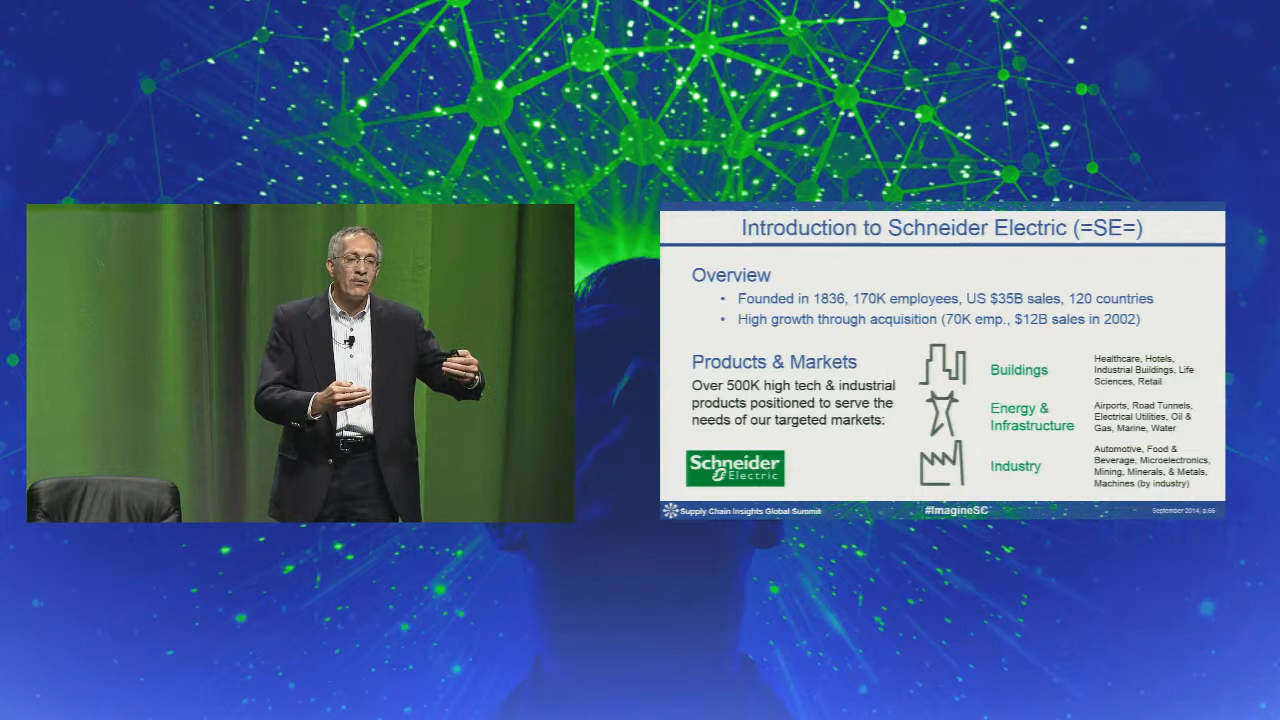 Introduction to Schneider Electric (=SE=)
Overview
• Founded in 1836, 170K employees, US $35B sales, 120 countries
• High growth through acquisition (70K emp., $12B sales in 2002)
Products & Markets
Over 500K high tech & industrial
products positioned to serve the
needs of our targeted markets:
Schneider
Electric
Buildings
Healthcare, Hotels,
Industrial Buildings, Life
Sciences, Retail
Energy &
Infrastructure
Airports, Road Tunnels,
Electrical Utilities, Oil &
Gas, Marine, Water
Industry
Automotive, Food &
Beverage, Microelectronics,
Mining, Minerals, & Metals,
Machines (by industry)
Supply Chain Insights Global Summit
#ImagineSC
September 2014, p.66